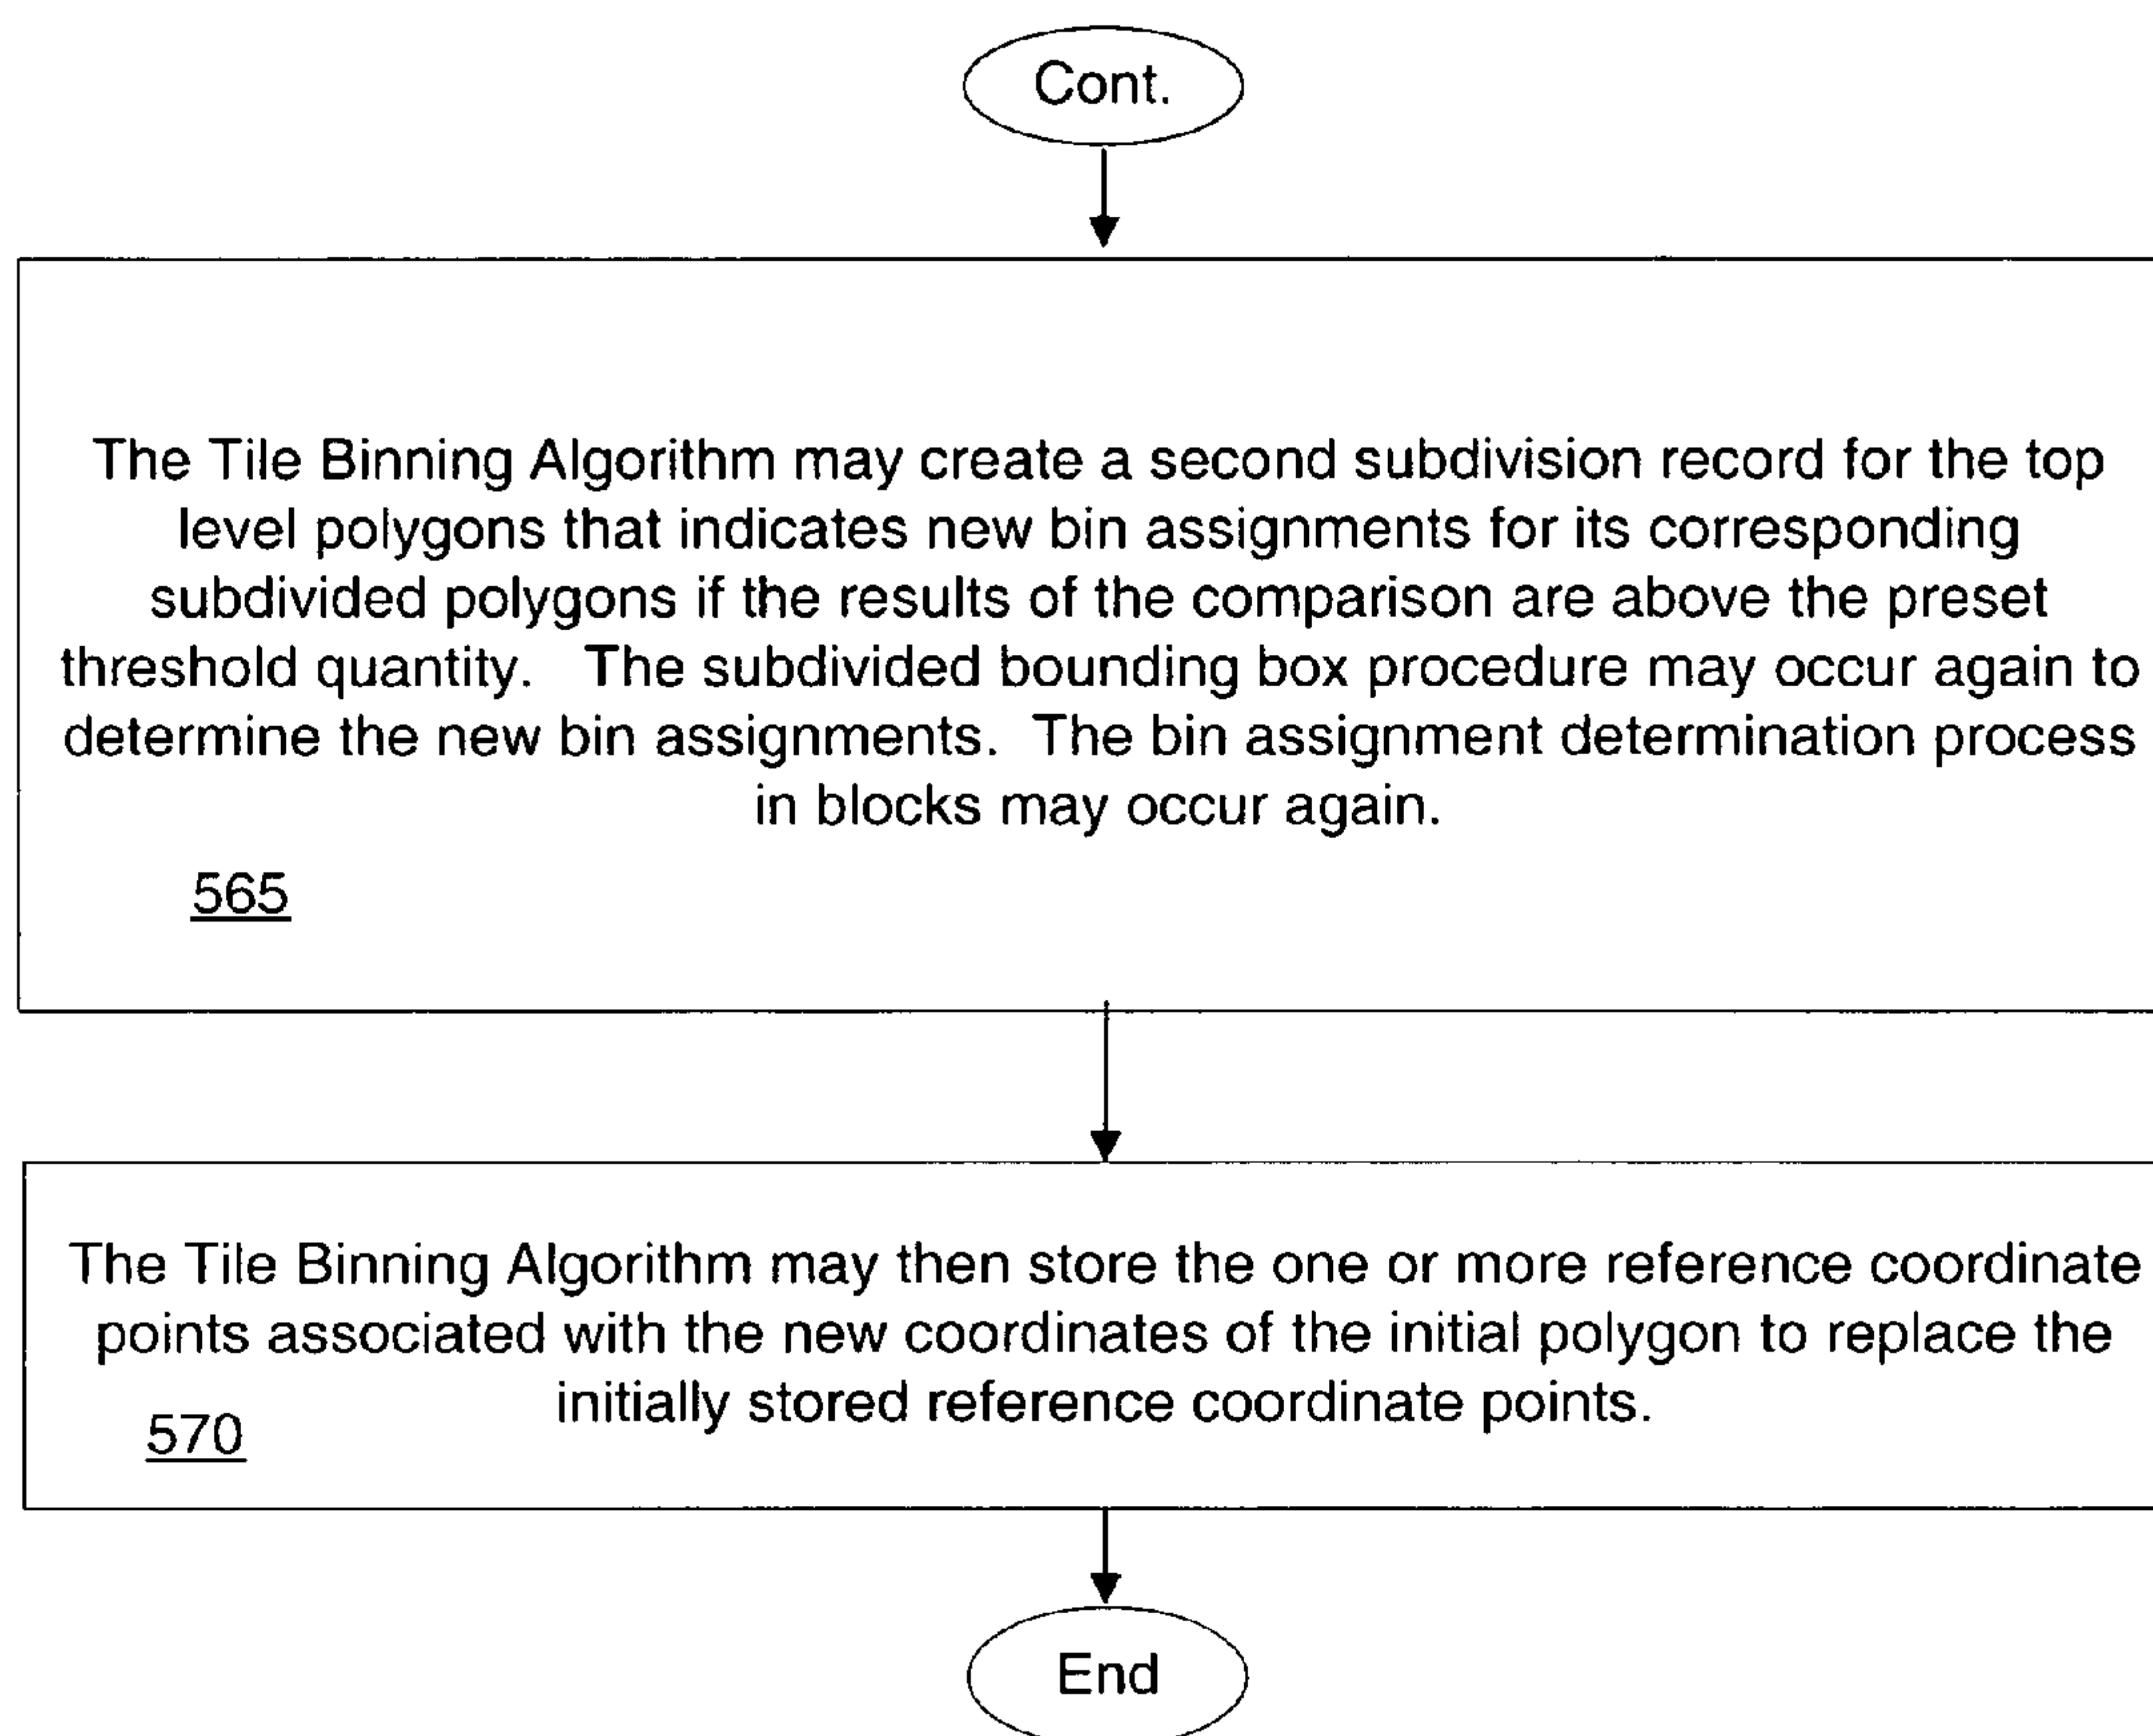 Cont.
The Tile Binning Algorithm may create a second subdivision record for the top
level polygons that indicates new bin assignments for its corresponding
subdivided polygons if the results of the comparison are above the preset
threshold quantity. The subdivided bounding box procedure may occur again to
determine the new bin assignments. The bin assignment determination process
in blocks may occur again.
565
The Tile Binning Algorithm may then store the one or more reference coordinate
points associated with the new coordinates of the initial polygon to replace the
initially stored reference coordinate points.
570
End